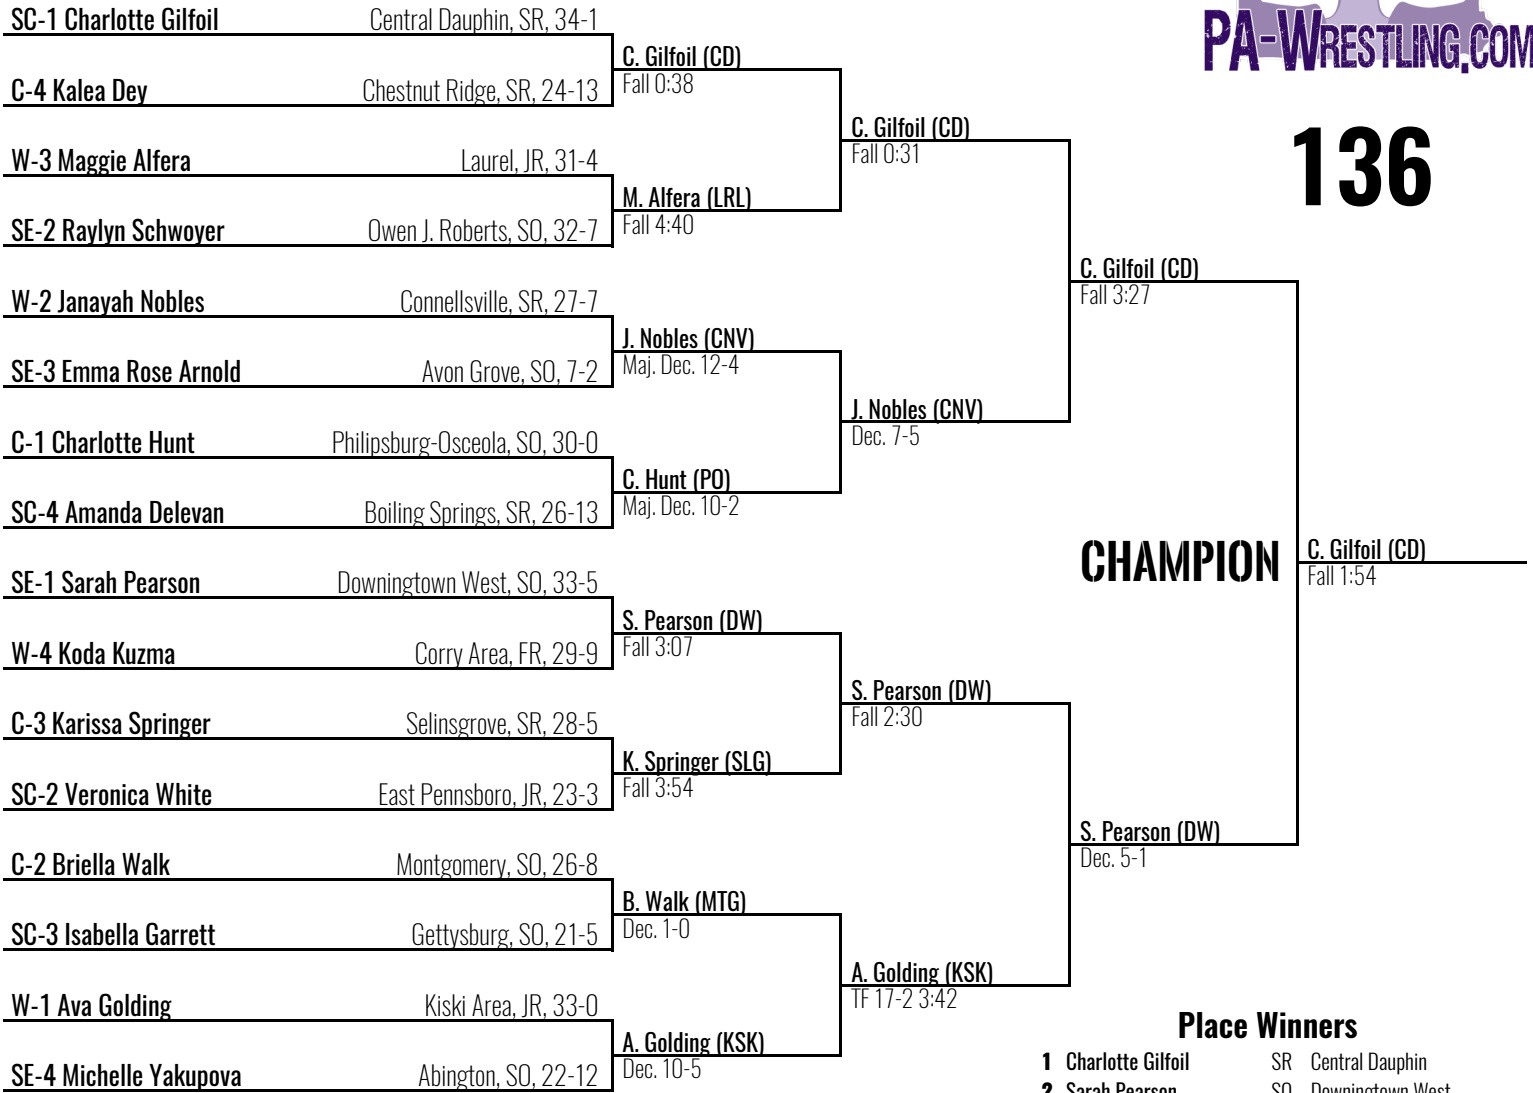 PA-WRESTLING.COM
136
SC-1 Charlotte Gilfoil Central Dauphin, SR, 34-1
C. Gilfoil (CD)
Fall 0:38
C-4 Kalea Dey Chestnut Ridge, SR, 24-13
C. Gilfoil (CD)
Fall 0:31
W-3 Maggie Alfera Laurel, JR, 31-4
M. Alfera (LRL)
Fall 4:40
SE-2 Raylyn Schwoyer Owen J. Roberts, SO, 32-7
C. Gilfoil (CD)
Fall 3:27
W-2 Janayah Nobles Connellsville, SR, 27-7
J. Nobles (CNV)
Maj. Dec. 12-4
SE-3 Emma Rose Arnold Avon Grove, SO, 7-2
J. Nobles (CNV)
Dec. 7-5
C-1 Charlotte Hunt Philipsburg-Osceola, SO, 30-0
C. Hunt (PO)
Maj. Dec. 10-2
SC-4 Amanda Delevan Boiling Springs, SR, 26-13
CHAMPION
C. Gilfoil (CD)
Fall 1:54
SE-1 Sarah Pearson Downingtown West, SO, 33-5
S. Pearson (DW)
Fall 3:07
W-4 Koda Kuzma Corry Area, FR, 29-9
S. Pearson (DW)
Fall 2:30
C-3 Karissa Springer Selinsgrove, SR, 28-5
K. Springer (SLG)
Fall 3:54
SC-2 Veronica White East Pennsboro, JR, 23-3
S. Pearson (DW)
Dec. 5-1
C-2 Briella Walk Montgomery, SO, 26-8
B. Walk (MTG)
Dec. 1-0
SC-3 Isabella Garrett Gettysburg, SO, 21-5
A. Golding (KSK)
TF 17-2 3:42
W-1 Ava Golding Kiski Area, JR, 33-0
A. Golding (KSK)
Dec. 10-5
SE-4 Michelle Yakupova Abington, SO, 22-12
Place Winners
1 Charlotte Gilfoil SR Central Dauphin
2 Sarah Pearson SO Downingtown West